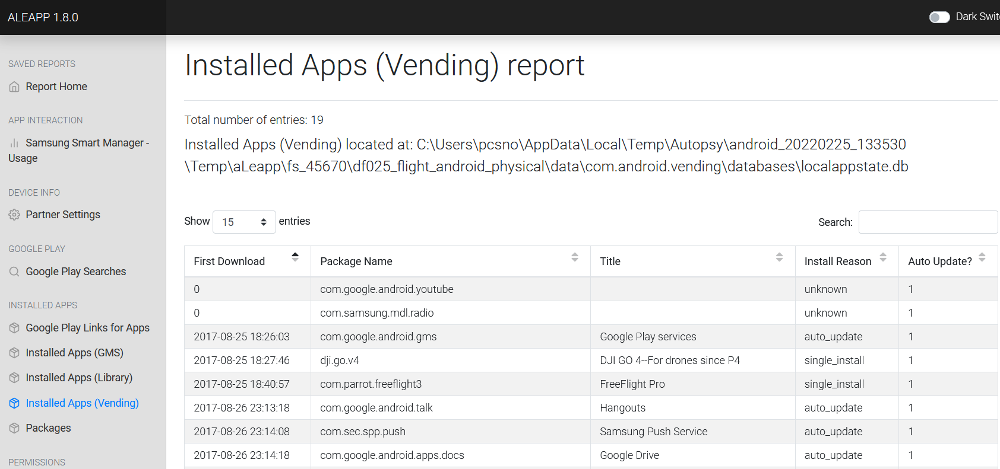 ALEAPP 1.8.0
Dark Swit
SAVED REPORTS
Report Home
APP INTERACTION
Samsung Smart Manager -
Usage
DEVICE INFO
Partner Settings
GOOGLE PLAY
Google Play Searches
INSTALLED APPS
Google Play Links for Apps
Installed Apps (GMS)
Installed Apps (Library)
Installed Apps (Vending)
Packages
PERMISSIONS
Installed Apps (Vending) report
Total number of entries: 19
Installed Apps (Vending) located at: C:\Users\pcsno\AppData\Local\Temp\Autopsy\android_20220225_133530
\Temp\aLeapp\fs_45670\df025_flight_android_physical\data\com.android.vending\databases\localappstate.db
Show 15 entries Search:
First Download Package Name Title Install Reason Auto Update?
0 com.google.android.youtube unknown 1
0 com.samsung.mdl.radio unknown 1
2017-08-25 18:26:03 com.google.android.gms Google Play services auto_update 1
2017-08-25 18:27:46 dji.go.v4 DJI GO 4--For drones since P4 single_install 1
2017-08-25 18:40:57 com.parrot.freeflight3 FreeFlight Pro single_install 1
2017-08-26 23:13:18 com.google.android.talk Hangouts auto_update 1
2017-08-26 23:14:08 com.sec.spp.push Samsung Push Service auto_update 1
2017-08-26 23:14:18 com.google.android.apps.docs Google Drive auto_update 1